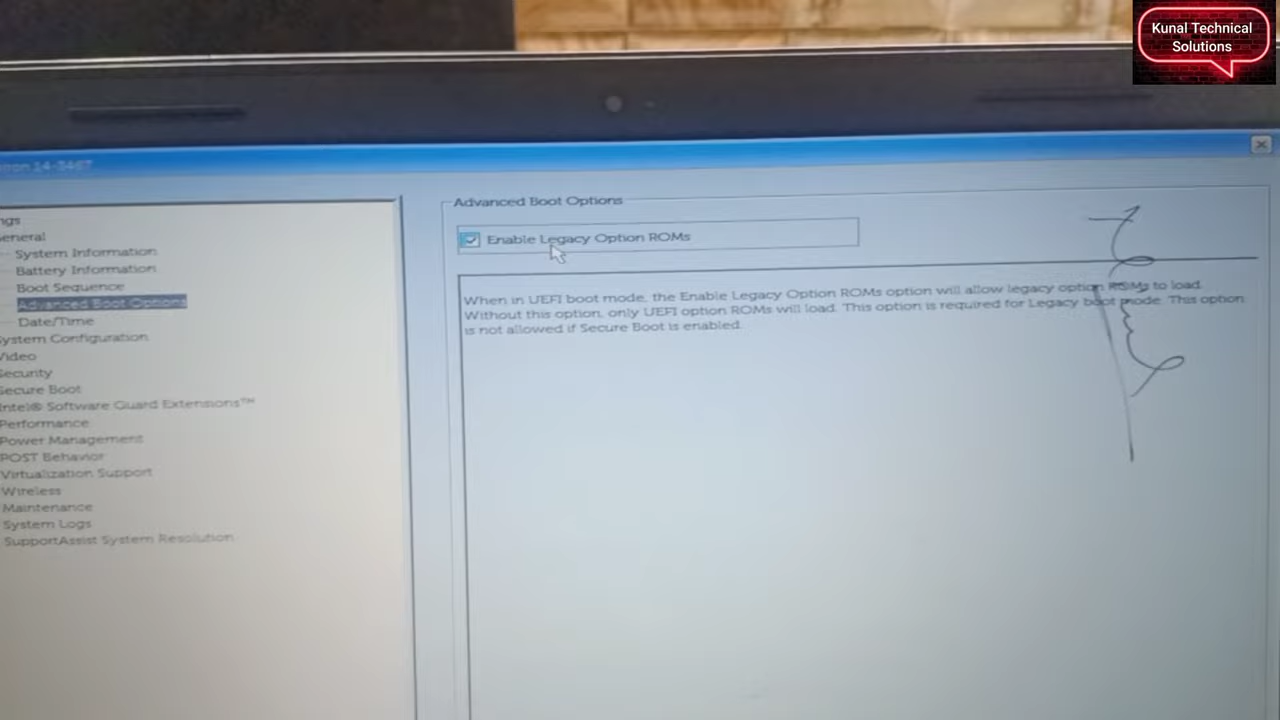 Kunal Technical
Solutions
14-3467
Advanced Boot Options
Enable Legacy Option ROMs
When in UEFI boot mode, the Enable Legacy Option ROMs option will allow legacy option ROMs to load.
Without this option, only UEFI option ROMs will load. This option is required for Legacy boot mode. This option
is not allowed if Secure Boot is enabled.
ngs
eneral
System Information
Battery Information
Boot Sequence
Advanced Boot Options
Date/Time
System Configuration
Video
Security
Secure Boot
Intel® Software Guard Extensions™
Performance
Power Management
POST Behavior
Virtualization Support
Wireless
Maintenance
System Logs
SupportAssist System Resolution